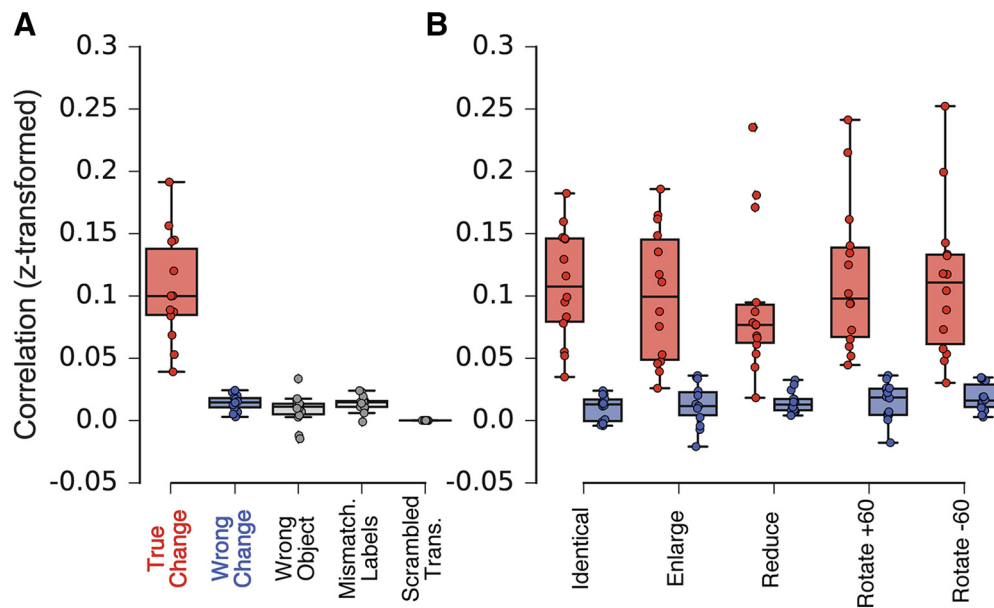 A
B
Correlation (z-transformed)
0.3
0.25
0.2
0.15
0.1
0.05
0.0
-0.05
True
Change
Wrong
Change
Wrong
Object
Mismatch.
Labels
Scrambled
Trans.
0.3
0.25
0.2
0.15
0.1
0.05
0.0
-0.05
Identical
Enlarge
Reduce
Rotate +60
Rotate -60